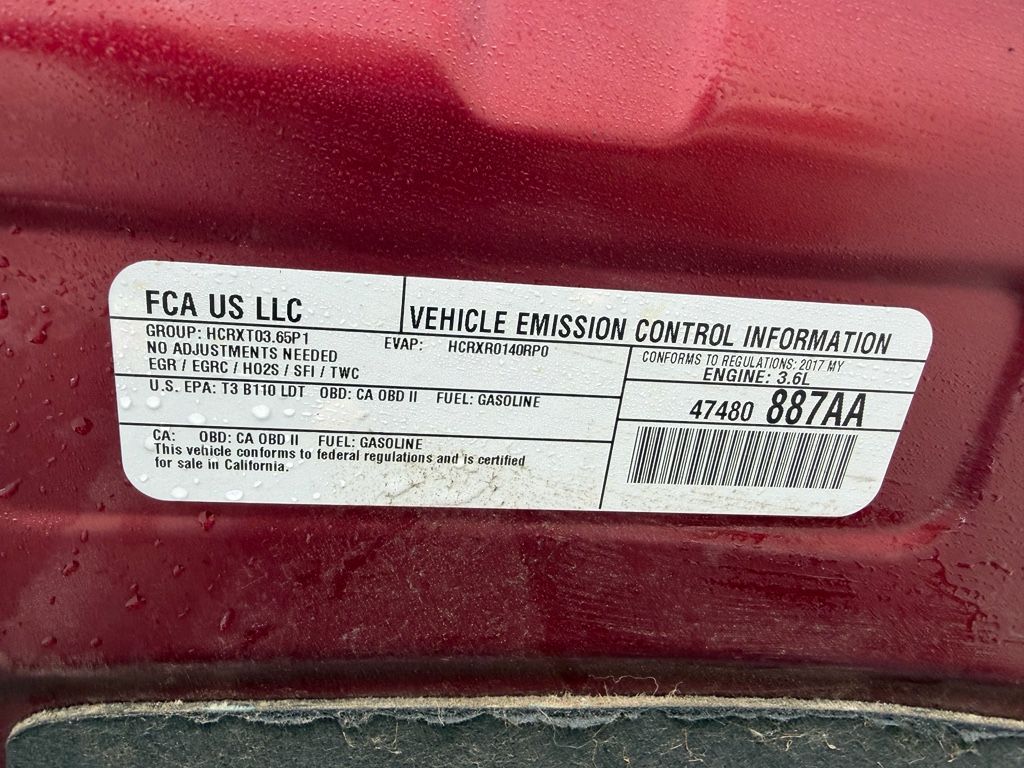 FCA US LLC
VEHICLE EMISSION CONTROL INFORMATION
GROUP: HCRXT03.65P1
EVAP: HCRXR0140RP0
NO ADJUSTMENTS NEEDED
EGR / EGRC / HO2S / SFI / TWC
CONFORMS TO REGULATIONS: 2017 MY
ENGINE: 3.6L
U.S. EPA: T3 B110 LDT OBD: CA OBD II FUEL: GASOLINE
47480 887AA
CA: OBD: CA OBD II FUEL: GASOLINE
This vehicle conforms to federal regulations and is certified
for sale in California.